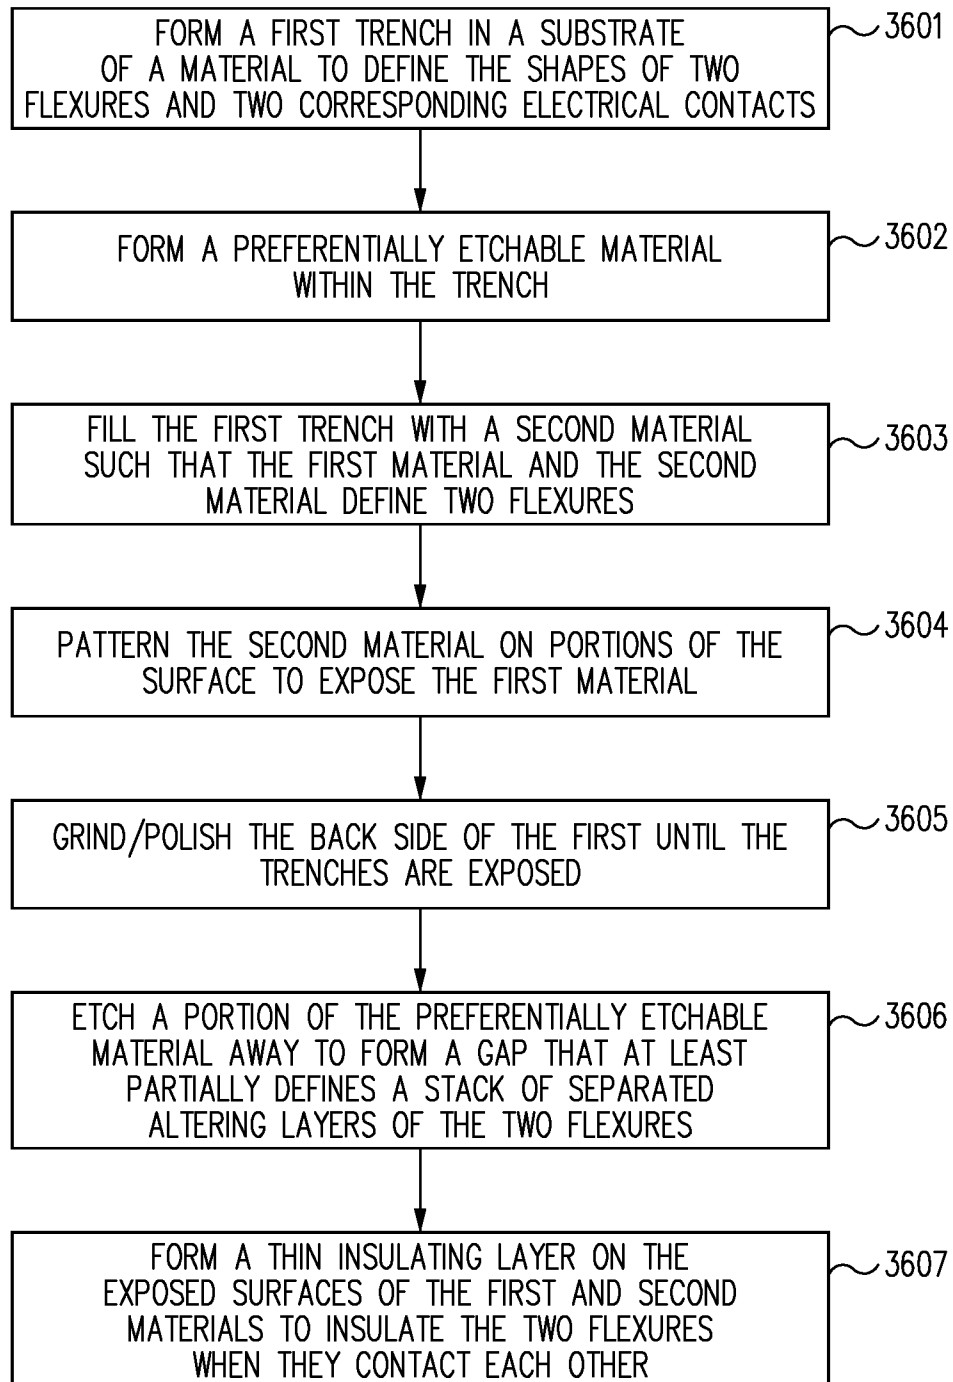 FORM A FIRST TRENCH IN A SUBSTRATE
OF A MATERIAL TO DEFINE THE SHAPES OF TWO
FLEXURES AND TWO CORRESPONDING ELECTRICAL CONTACTS
3601
FORM A PREFERENTIALLY ETCHABLE MATERIAL
WITHIN THE TRENCH
3602
FILL THE FIRST TRENCH WITH A SECOND MATERIAL
SUCH THAT THE FIRST MATERIAL AND THE SECOND
MATERIAL DEFINE TWO FLEXURES
3603
PATTERN THE SECOND MATERIAL ON PORTIONS OF THE
SURFACE TO EXPOSE THE FIRST MATERIAL
3604
GRIND/POLISH THE BACK SIDE OF THE FIRST UNTIL THE
TRENCHES ARE EXPOSED
3605
ETCH A PORTION OF THE PREFERENTIALLY ETCHABLE
MATERIAL AWAY TO FORM A GAP THAT AT LEAST
PARTIALLY DEFINES A STACK OF SEPARATED
ALTERING LAYERS OF THE TWO FLEXURES
3606
FORM A THIN INSULATING LAYER ON THE
EXPOSED SURFACES OF THE FIRST AND SECOND
MATERIALS TO INSULATE THE TWO FLEXURES
WHEN THEY CONTACT EACH OTHER
3607